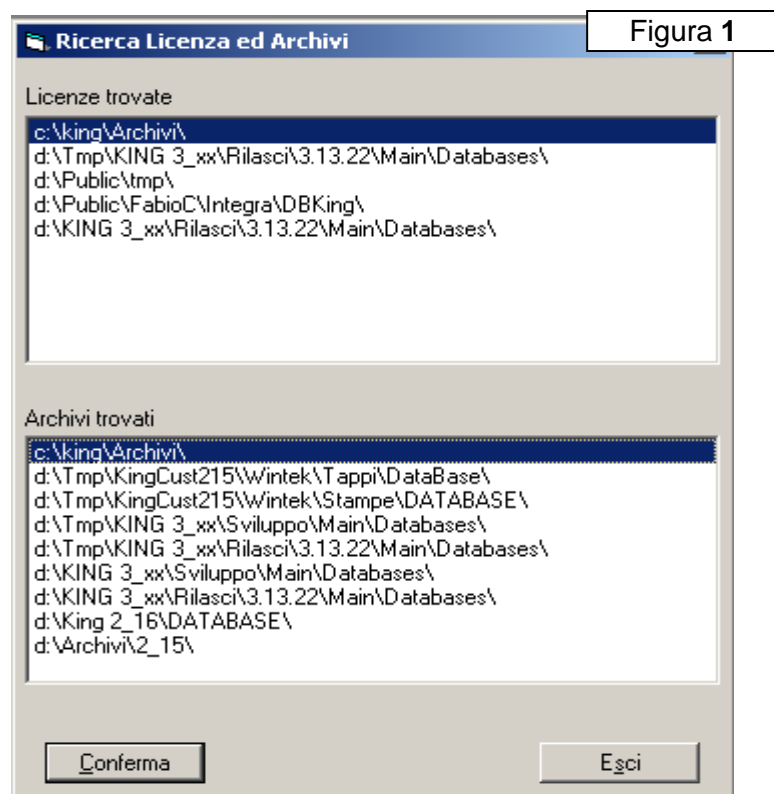 Figura 1
Ricerca Licenza ed Archivi
Licenze trovate
c:\king\Archivi\
d:\Tmp\KING 3_xx\Rilasci\3.13.22\Main\Databases\
d:\Public\tmp\
d:\Public\FabioC\Integra\DBKing\
d:\KING 3_xx\Rilasci\3.13.22\Main\Databases\
Archivi trovati
c:\king\Archivi\
d:\Tmp\KingCust215\Wintek\Tappi\DataBase\
d:\Tmp\KingCust215\Wintek\Stampe\DATABASE\
d:\Tmp\KING 3_xx\Sviluppo\Main\Databases\
d:\Tmp\KING 3_xx\Rilasci\3.13.22\Main\Databases\
d:\KING 3_xx\Sviluppo\Main\Databases\
d:\KING 3_xx\Rilasci\3.13.22\Main\Databases\
d:\King 2_16\DATABASE\
d:\Archivi\2_15\
Conferma
Esci